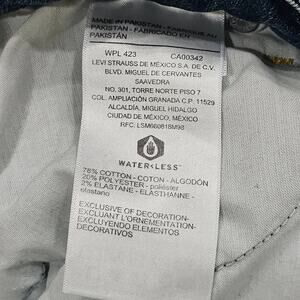 MADE IN PAKISTAN - FABRIQUÉ AU
PAKISTAN - FABRICADO EN
PAKISTÁN
WPL 423 CA00342
LEVI STRAUSS DE MÉXICO S.A. DE C.V.
BLVD. MIGUEL DE CERVANTES
SAAVEDRA
NO. 301, TORRE NORTE PISO 7
COL. AMPLIACIÓN GRANADA C.P. 11529
ALCALDÍA, MIGUEL HIDALGO
CIUDAD DE MÉXICO, MÉXICO
RFC: LSM660818M98
WATER<LESS
78% COTTON - COTON - ALGODÓN
20% POLYESTER - poliéster
2% ELASTANE - ÉLASTHANNE -
elastano
EXCLUSIVE OF DECORATION-
EXCLUANT L'ORNEMENTATION-
EXCLUYENDO ELEMENTOS
DECORATIVOS